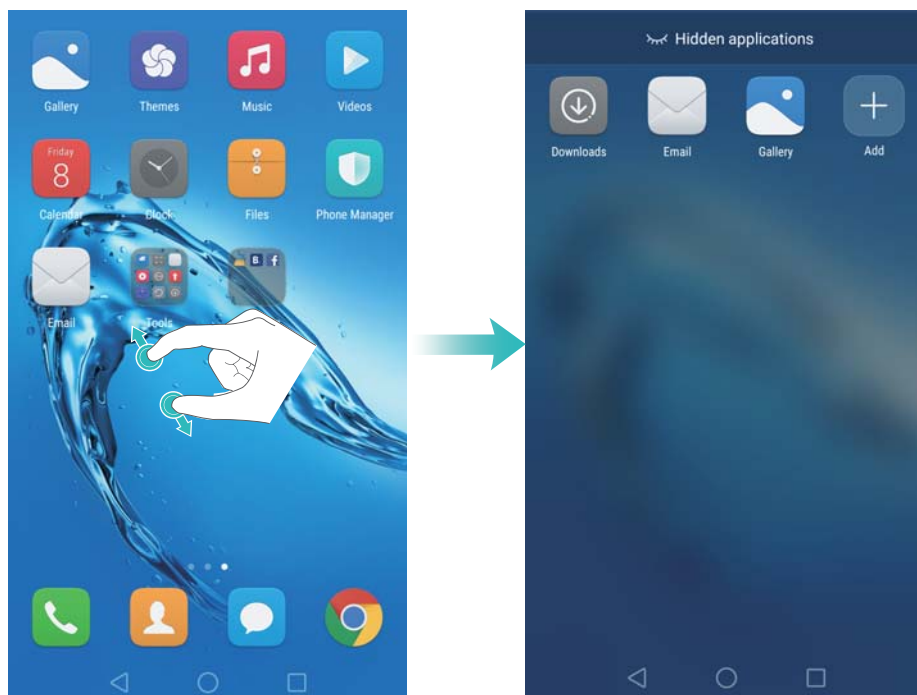 Gallery Themes Music Videos
Friday
8
Calendar Clock Files Phone Manager
B. f
Email Tools
Hidden applications
Downloads Email Gallery Add